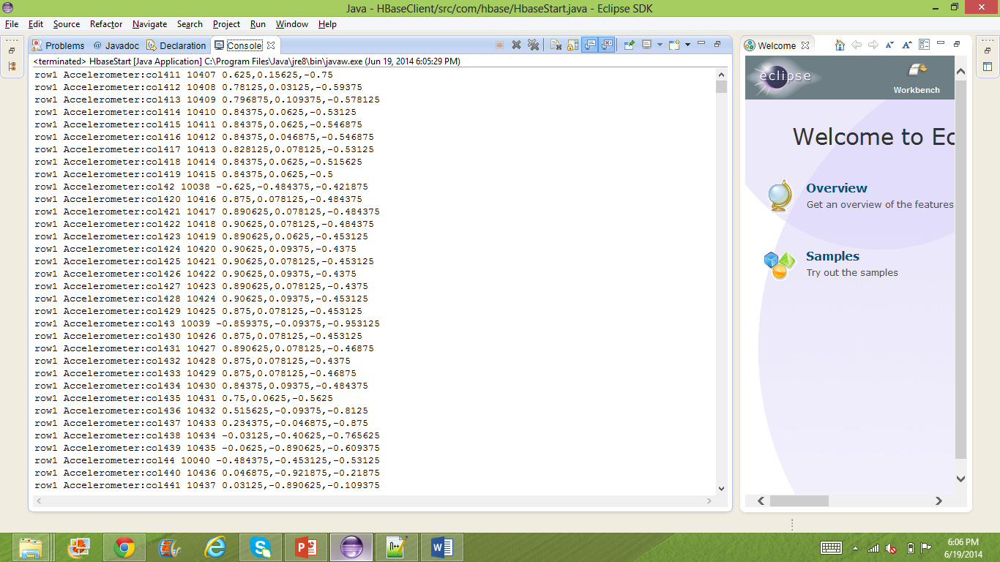 Java - HBaseClient/src/com/hbase/HbaseStart.java - Eclipse SDK
File Edit Source Refactor Navigate Search Project Run Window Help
Problems @ Javadoc Declaration Console
Welcome
<terminated> HbaseStart [Java Application] C:\Program Files\Java\jre8\bin\javaw.exe (Jun 19, 2014 6:05:29 PM)
row1 Accelerometer:col411 10407 0.625,0.15625,-0.75
row1 Accelerometer:col412 10408 0.78125,0.03125,-0.59375
row1 Accelerometer:col413 10409 0.796875,0.109375,-0.578125
row1 Accelerometer:col414 10410 0.84375,0.0625,-0.53125
row1 Accelerometer:col415 10411 0.84375,0.0625,-0.546875
row1 Accelerometer:col416 10412 0.84375,0.046875,-0.546875
row1 Accelerometer:col417 10413 0.828125,0.078125,-0.53125
row1 Accelerometer:col418 10414 0.84375,0.0625,-0.515625
row1 Accelerometer:col419 10415 0.84375,0.0625,-0.5
row1 Accelerometer:col42 10038 -0.625,-0.484375,-0.421875
row1 Accelerometer:col420 10416 0.875,0.078125,-0.484375
row1 Accelerometer:col421 10417 0.890625,0.078125,-0.484375
row1 Accelerometer:col422 10418 0.90625,0.078125,-0.484375
row1 Accelerometer:col423 10419 0.890625,0.0625,-0.453125
row1 Accelerometer:col424 10420 0.90625,0.09375,-0.4375
row1 Accelerometer:col425 10421 0.90625,0.078125,-0.453125
row1 Accelerometer:col426 10422 0.90625,0.09375,-0.4375
row1 Accelerometer:col427 10423 0.890625,0.078125,-0.4375
row1 Accelerometer:col428 10424 0.90625,0.09375,-0.453125
row1 Accelerometer:col429 10425 0.875,0.078125,-0.453125
row1 Accelerometer:col43 10039 -0.859375,-0.09375,-0.953125
row1 Accelerometer:col430 10426 0.875,0.078125,-0.453125
row1 Accelerometer:col431 10427 0.890625,0.078125,-0.46875
row1 Accelerometer:col432 10428 0.875,0.078125,-0.4375
row1 Accelerometer:col433 10429 0.875,0.078125,-0.46875
row1 Accelerometer:col434 10430 0.84375,0.09375,-0.484375
row1 Accelerometer:col435 10431 0.75,0.0625,-0.5625
row1 Accelerometer:col436 10432 0.515625,-0.09375,-0.8125
row1 Accelerometer:col437 10433 0.234375,-0.046875,-0.875
row1 Accelerometer:col438 10434 -0.03125,-0.40625,-0.765625
row1 Accelerometer:col439 10435 -0.0625,-0.890625,-0.609375
row1 Accelerometer:col44 10040 -0.484375,-0.453125,-0.53125
row1 Accelerometer:col440 10436 0.046875,-0.921875,-0.21875
row1 Accelerometer:col441 10437 0.03125,-0.890625,-0.109375
eclipse
Workbench
Welcome to Ec
Overview
Get an overview of the features
Samples
Try out the samples
6:06 PM
6/19/2014